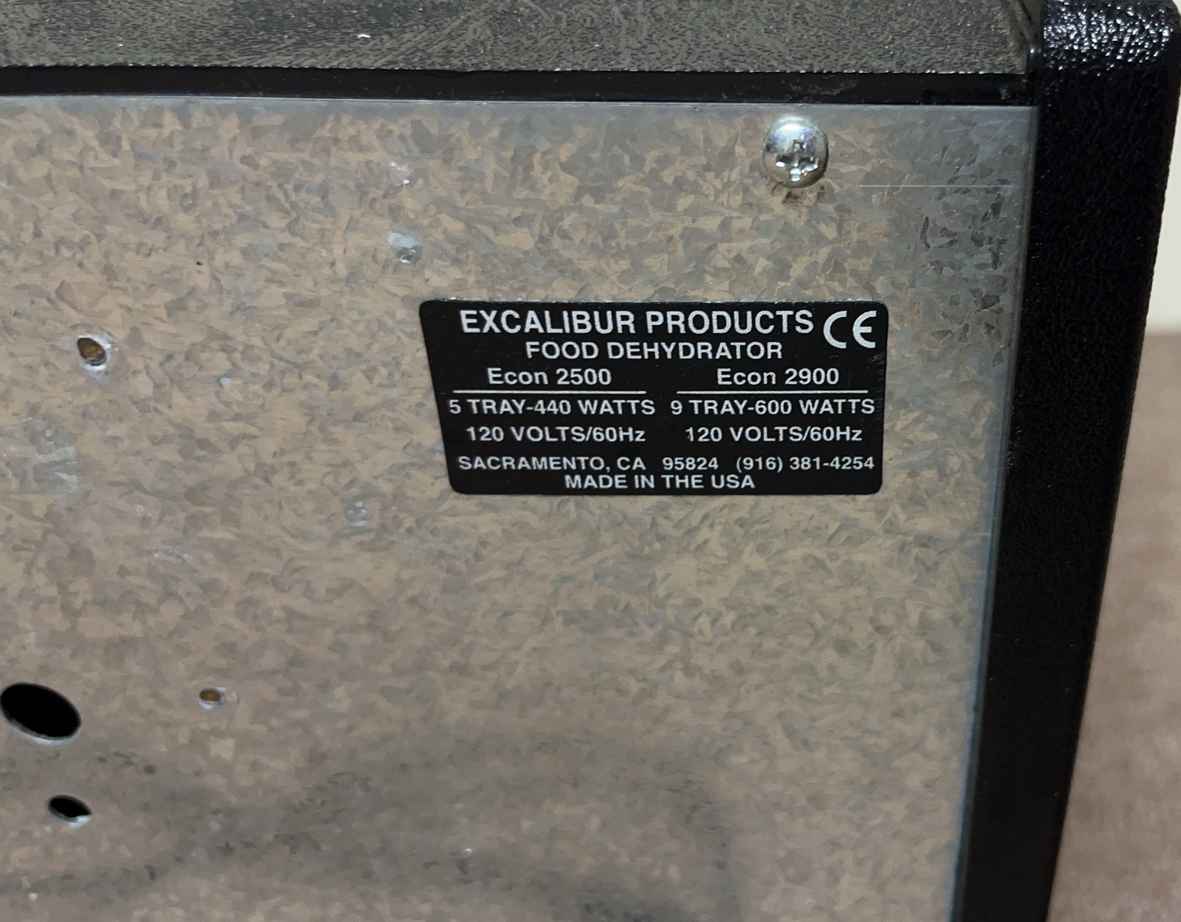 EXCALIBUR PRODUCTS CE
FOOD DEHYDRATOR
Econ 2500 Econ 2900
5 TRAY-440 WATTS 9 TRAY-600 WATTS
120 VOLTS/60Hz 120 VOLTS/60Hz
SACRAMENTO, CA 95824 (916) 381-4254
MADE IN THE USA